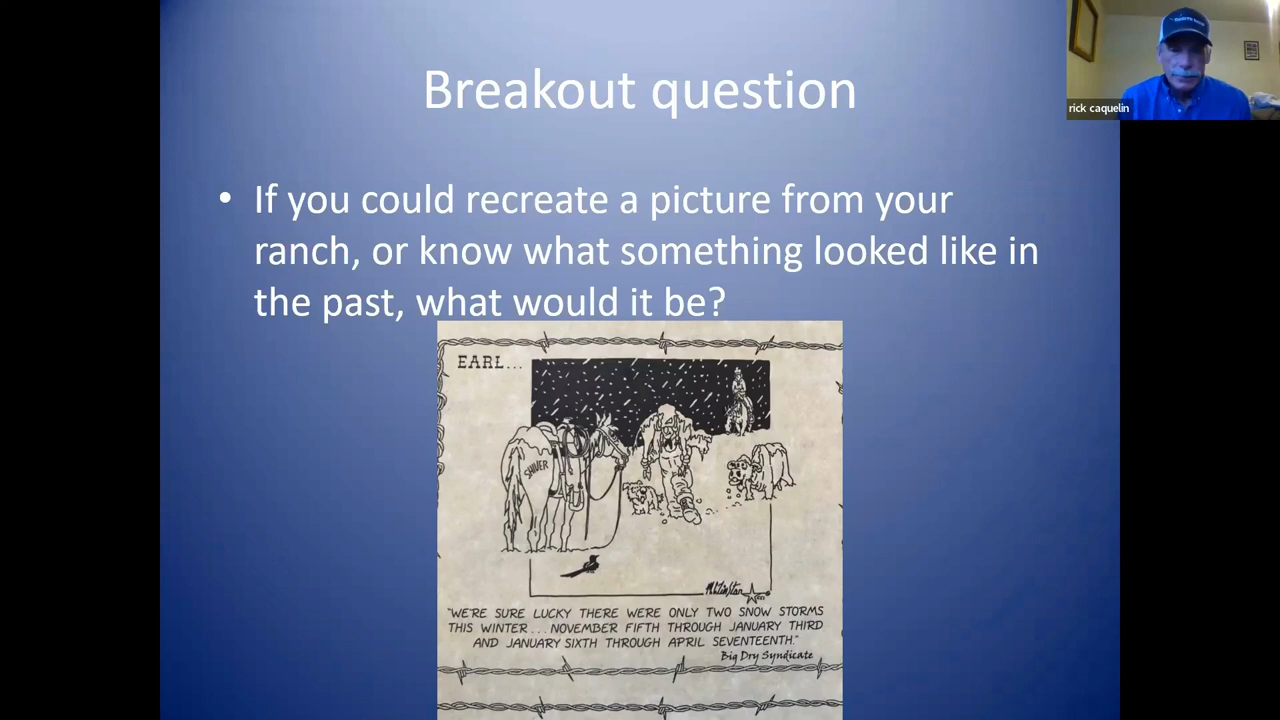 Breakout question
• If you could recreate a picture from your
ranch, or know what something looked like in
the past, what would it be?
EARL...
SHIVER
"WE'RE SURE LUCKY THERE WERE ONLY TWO SNOW STORMS
THIS WINTER... NOVEMBER FIFTH THROUGH JANUARY THIRD
AND JANUARY SIXTH THROUGH APRIL SEVENTEENTH."
Big Dry Syndicate
rick caquelin